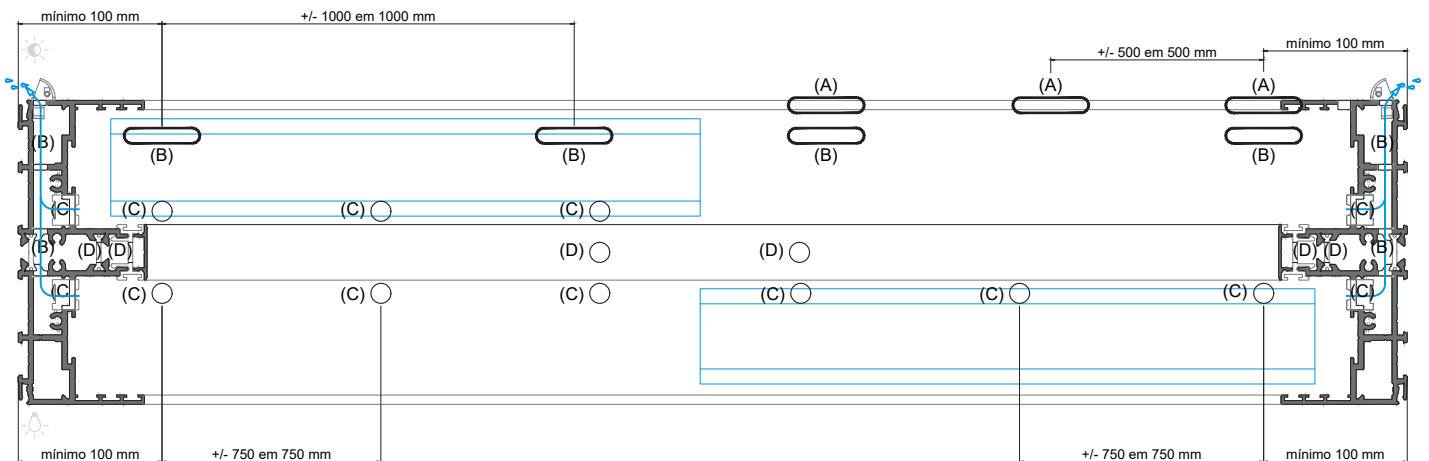 mínimo 100 mm
+/- 1000 em 1000 mm
+/- 500 em 500 mm
mínimo 100 mm
(A) (A) (A)
(B) (B) (B) (B) (B) (B)
(C (C) (C) (C) (C)
(B) (D) (D) (D) (D) (D) (D) (B)
(C (C) (C) (C) (C) (C) (C) (C)
mínimo 100 mm
+/- 750 em 750 mm
+/- 750 em 750 mm
mínimo 100 mm